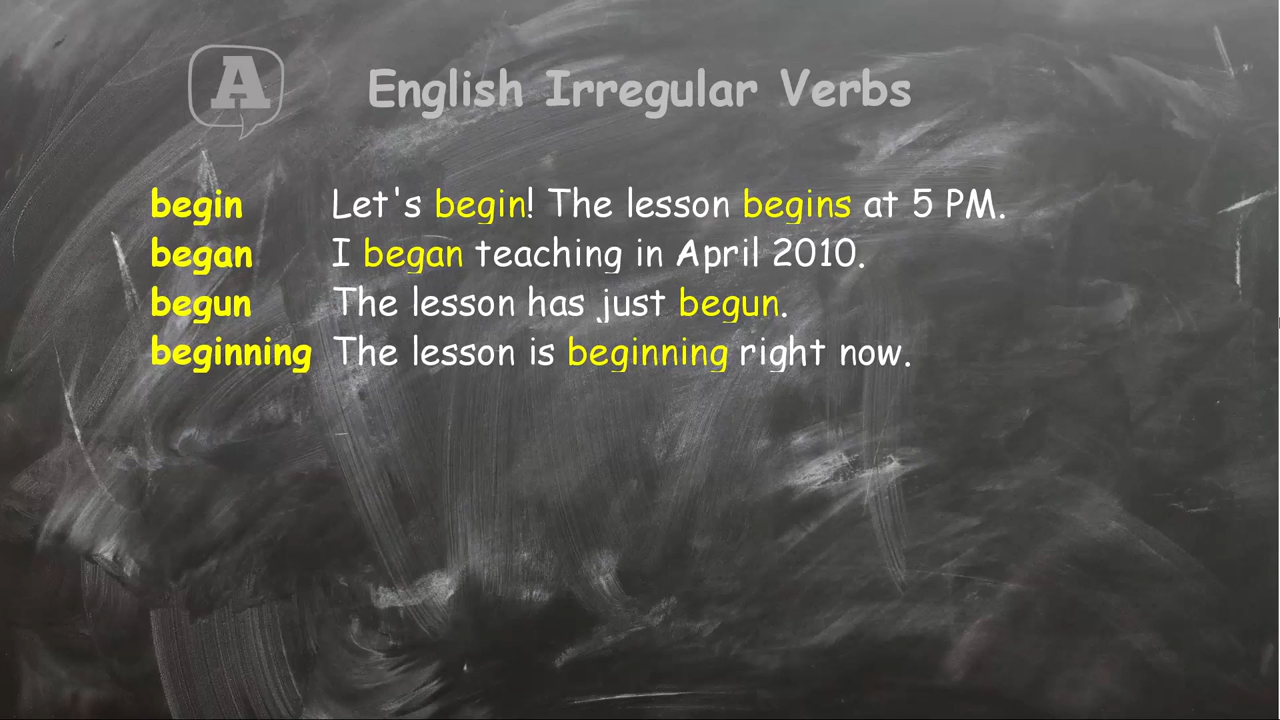 A English Irregular Verbs
begin Let's begin! The lesson begins at 5 PM.
began I began teaching in April 2010.
begun The lesson has just begun.
beginning The lesson is beginning right now.